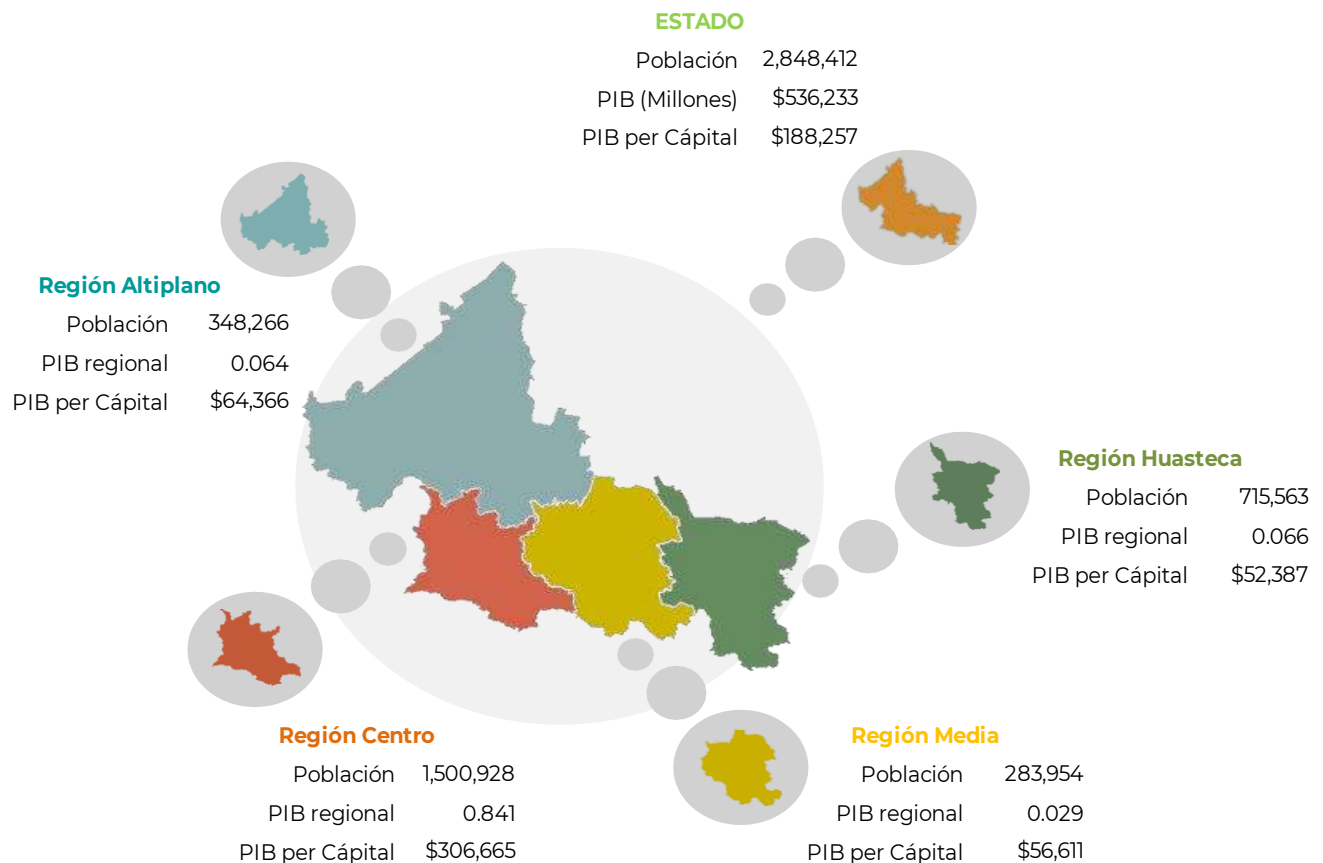 ESTADO
Población 2,848,412
PIB (Millones) $536,233
PIB per Cápital $188,257
Región Altiplano
Población 348,266
PIB regional 0.064
PIB per Cápital $64,366
Región Huasteca
Población 715,563
PIB regional 0.066
PIB per Cápital $52,387
Región Centro
Población 1,500,928
PIB regional 0.841
PIB per Cápital $306,665
Región Media
Población 283,954
PIB regional 0.029
PIB per Cápital $56,611